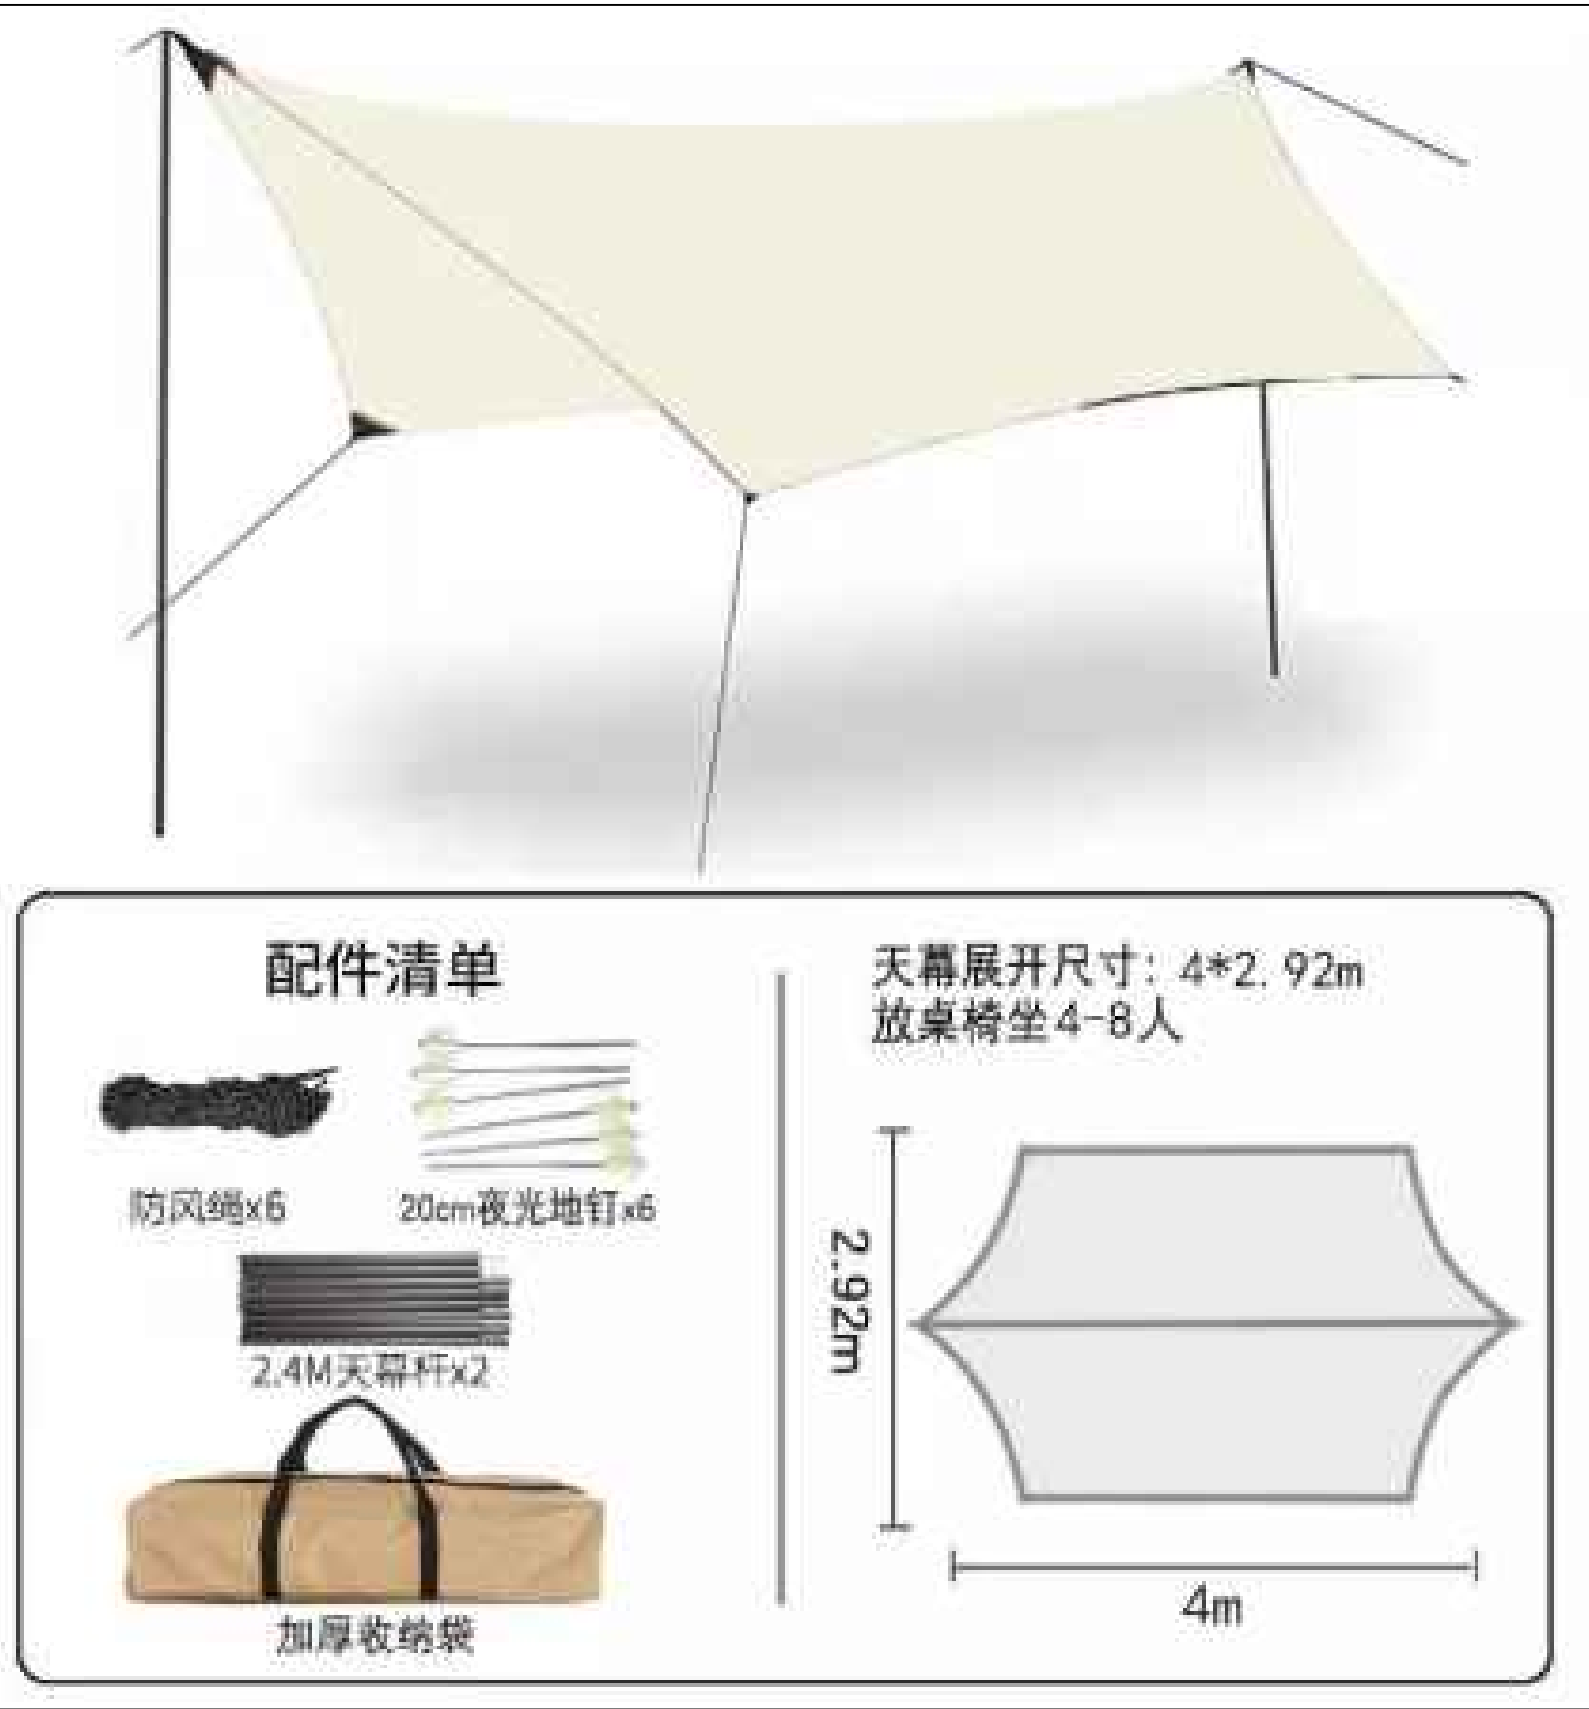 配件清单
防风绳x6
20cm夜光地钉x6
2.4M天幕杆x2
加厚收纳袋
天幕展开尺寸：4*2.92m
放桌椅坐4-8人
2.92m
4m